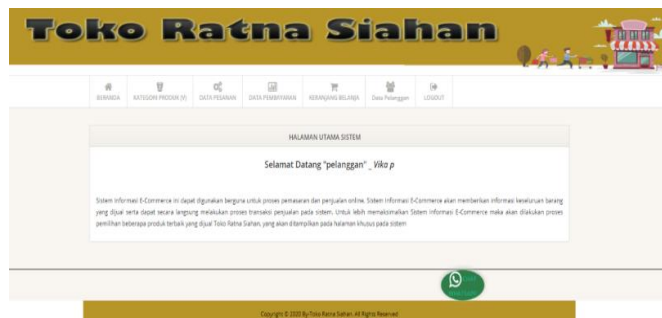 Toko Ratna Siahan
BERANDA KATEGORI PRODUK (V) DATA PESANAN DATA PEMBAYARAN KERANJANG BELANJA Data Pelanggan LOGOUT
HALAMAN UTAMA SISTEM
Selamat Datang "pelanggan" _ Vika p
Sistem Informasi E-Commerce ini dapat digunakan berguna untuk proses pemasaran dan penjualan online. Sistem Informasi E-Commerce akan memberikan informasi keseluruan barang
yang dijual serta dapat secara langsung melakukan proses transaksi penjualan pada sistem. Untuk lebih memaksimalkan Sistem Informasi E-Commerce maka akan dilakukan proses
pemilihan beberapa produk terbaik yang dijual Toko Ratna Siahan, yang akan ditampilkan pada halaman khusus pada sistem
Copyright © 2020 By-Toko Ratna Siahan. All Rights Reserved